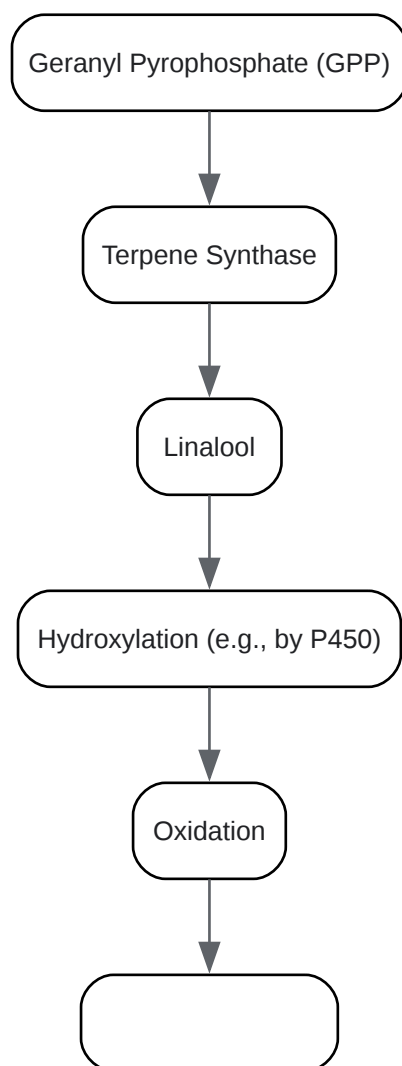 Geranyl Pyrophosphate (GPP)
Terpene Synthase
Linalool
Hydroxylation (e.g., by P450)
Oxidation